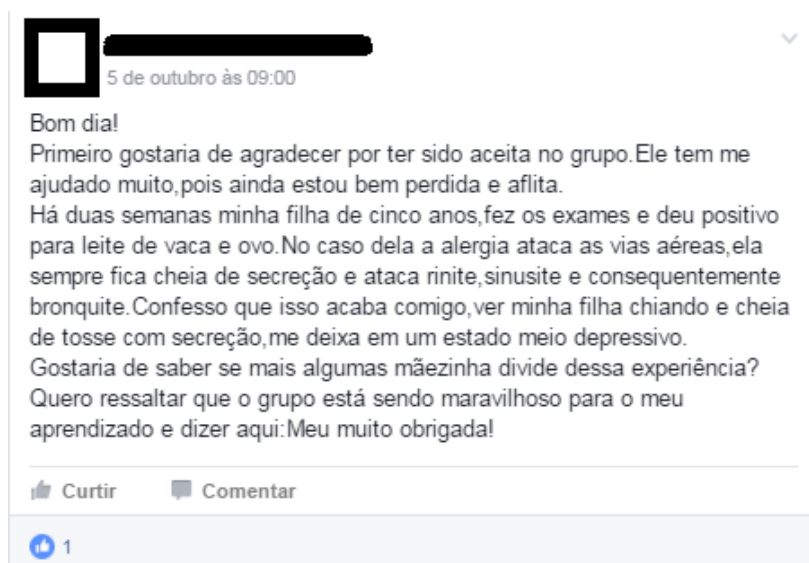 5 de outubro às 09:00
Bom dia!
Primeiro gostaria de agradecer por ter sido aceita no grupo.Ele tem me
ajudado muito,pois ainda estou bem perdida e aflita.
Há duas semanas minha filha de cinco anos,fez os exames e deu positivo
para leite de vaca e ovo.No caso dela a alergia ataca as vias aéreas,ela
sempre fica cheia de secreção e ataca rinite,sinusite e consequentemente
bronquite.Confesso que isso acaba comigo,ver minha filha chiando e cheia
de tosse com secreção,me deixa em um estado meio depressivo.
Gostaria de saber se mais algumas mãezinha divide dessa experiência?
Quero ressaltar que o grupo está sendo maravilhoso para o meu
aprendizado e dizer aqui:Meu muito obrigada!
Curtir Comentar
1